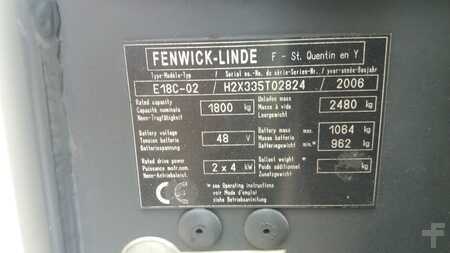 FENWICK-LINDE F - St. Quentin en Y
Type-Modèle-Typ / Serial no.-No. de série-Serien-Nr. / year-année-Baujahr
E18C-02 / H2X335T02824 / 2006
Rated capacity
Capacité nominale
Nenn-Tragfähigkeit
1800 kg
Unladen mass
Masse à vide
Leergewicht
2480 kg
Battery voltage
Tension batterie
Batteriespannung
48 V
Battery mass
Masse batterie
Batteriegewicht
max* 1064 kg
min* 962 kg
Rated drive power
Puissance motr.nom.
Nenn-Antriebsleist.
2 x 4 kW
Ballast weight *
Poids additionnel
Zusatzgewicht
kg
CE
* see Operating instructions
voir Mode d'emploi
siehe Betriebsanleitung